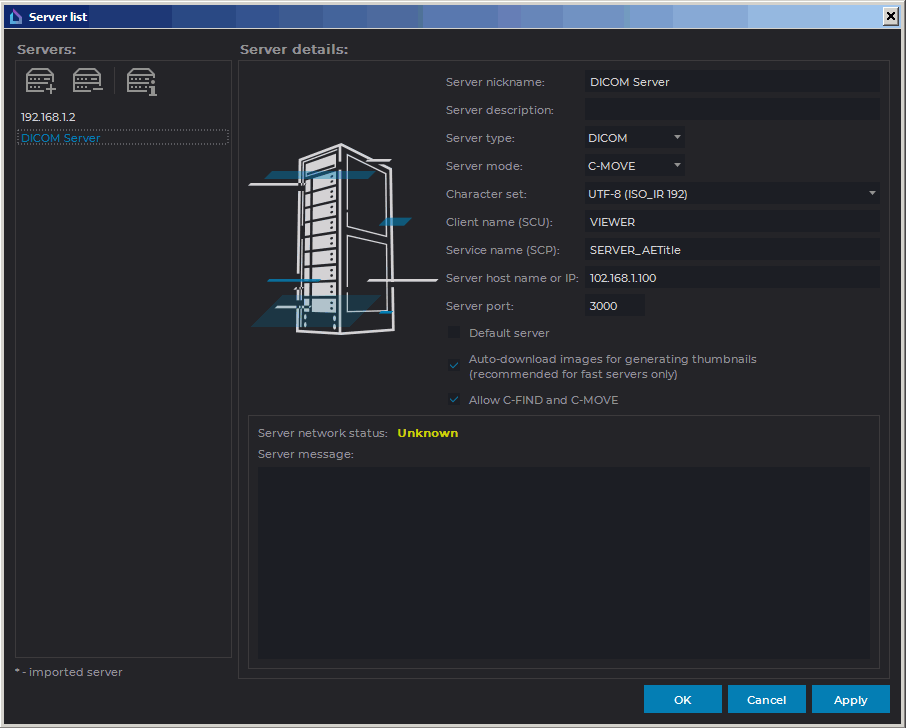 Server list
Servers:
192.168.1.2
DICOM Server
* - imported server
Server details:
Server nickname: DICOM Server
Server description:
Server type: DICOM
Server mode: C-MOVE
Character set: UTF-8 (ISO_IR 192)
Client name (SCU): VIEWER
Service name (SCP): SERVER_AETitle
Server host name or IP: 102.168.1.100
Server port: 3000
Default server
Auto-download images for generating thumbnails
(recommended for fast servers only)
Allow C-FIND and C-MOVE
Server network status: Unknown
Server message:
OK Cancel Apply